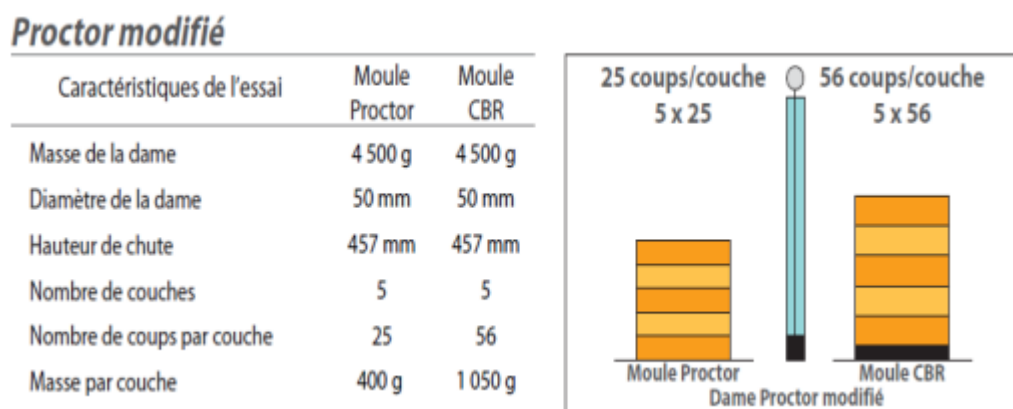 Proctor modifié
Caractéristiques de l'essai Moule Proctor Moule CBR
Masse de la dame 4 500 g 4 500 g
Diamètre de la dame 50 mm 50 mm
Hauteur de chute 457 mm 457 mm
Nombre de couches 5 5
Nombre de coups par couche 25 56
Masse par couche 400 g 1 050 g
25 coups/couche 56 coups/couche
5 x 25 5 x 56
Moule Proctor Moule CBR
Dame Proctor modifié